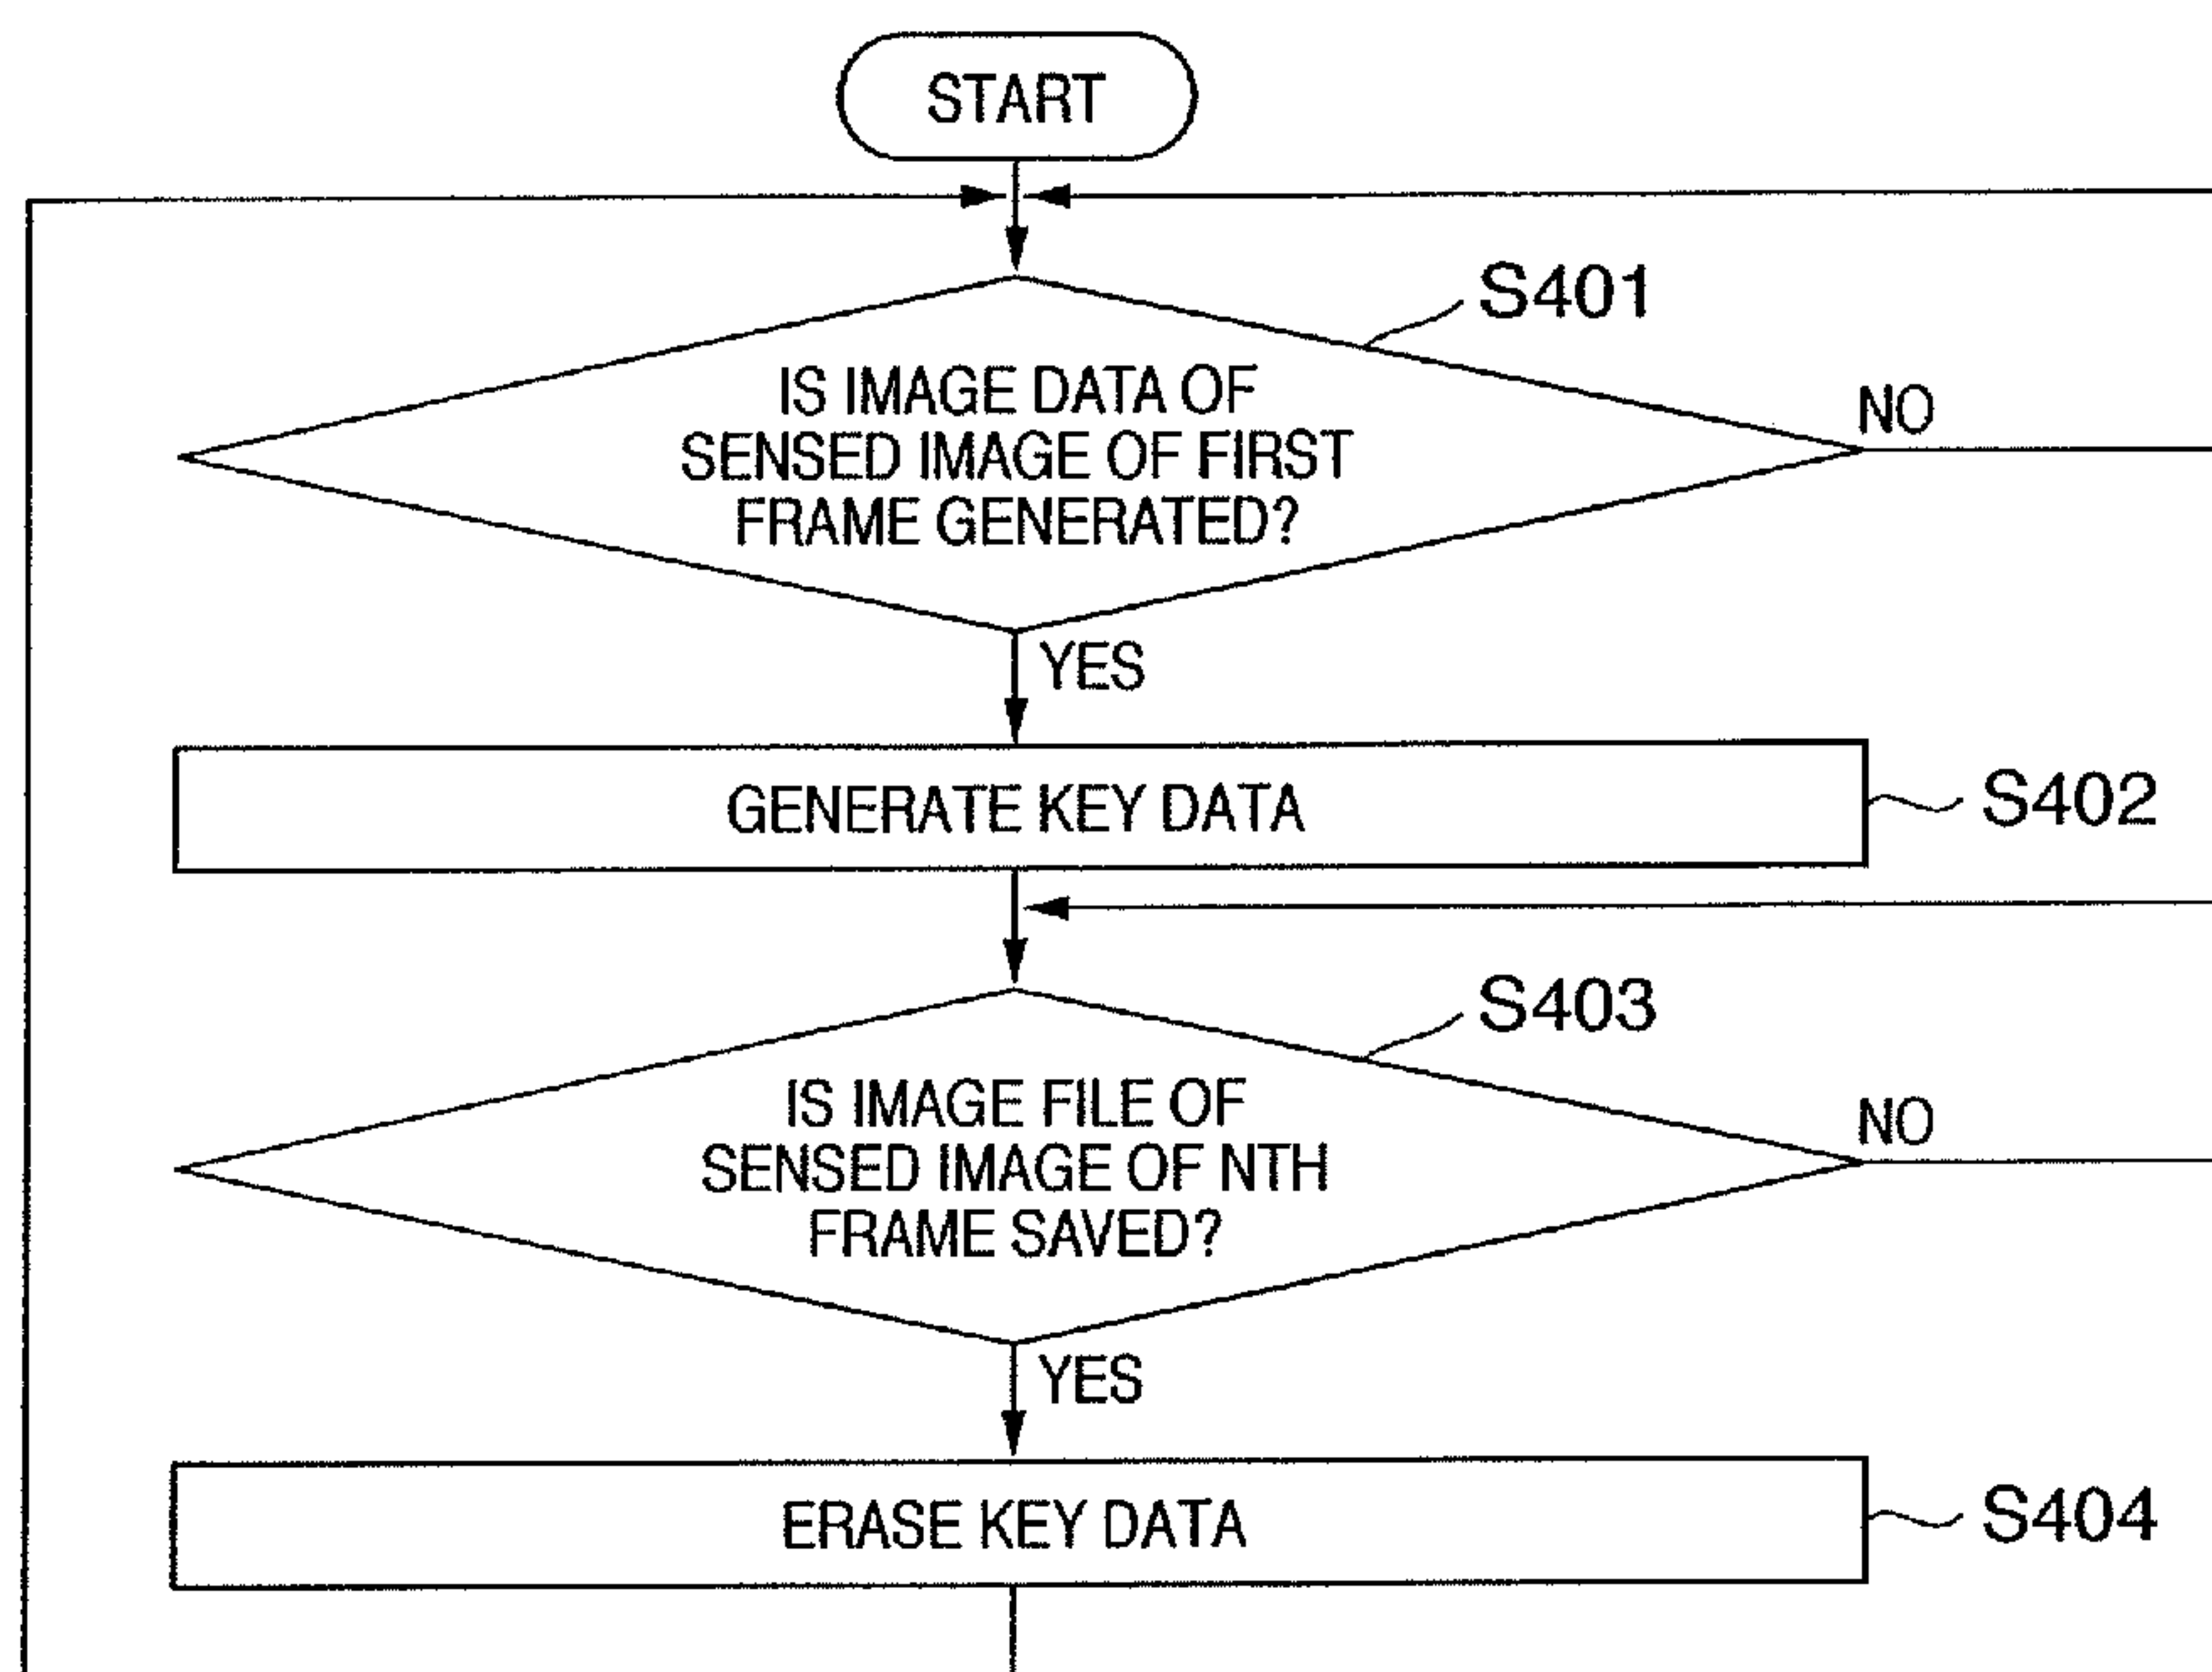 START
S401
IS IMAGE DATA OF
SENSED IMAGE OF FIRST
FRAME GENERATED?
NO
YES
GENERATE KEY DATA
S402
S403
IS IMAGE FILE OF
SENSED IMAGE OF NTH
FRAME SAVED?
NO
YES
ERASE KEY DATA
S404